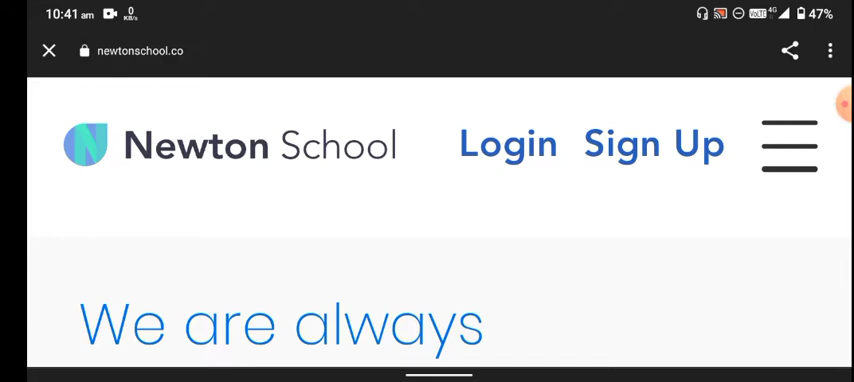 10:41 am 0 KB/s VoLTE 4G 47%
newtonschool.co
Newton School Login Sign Up
We are always